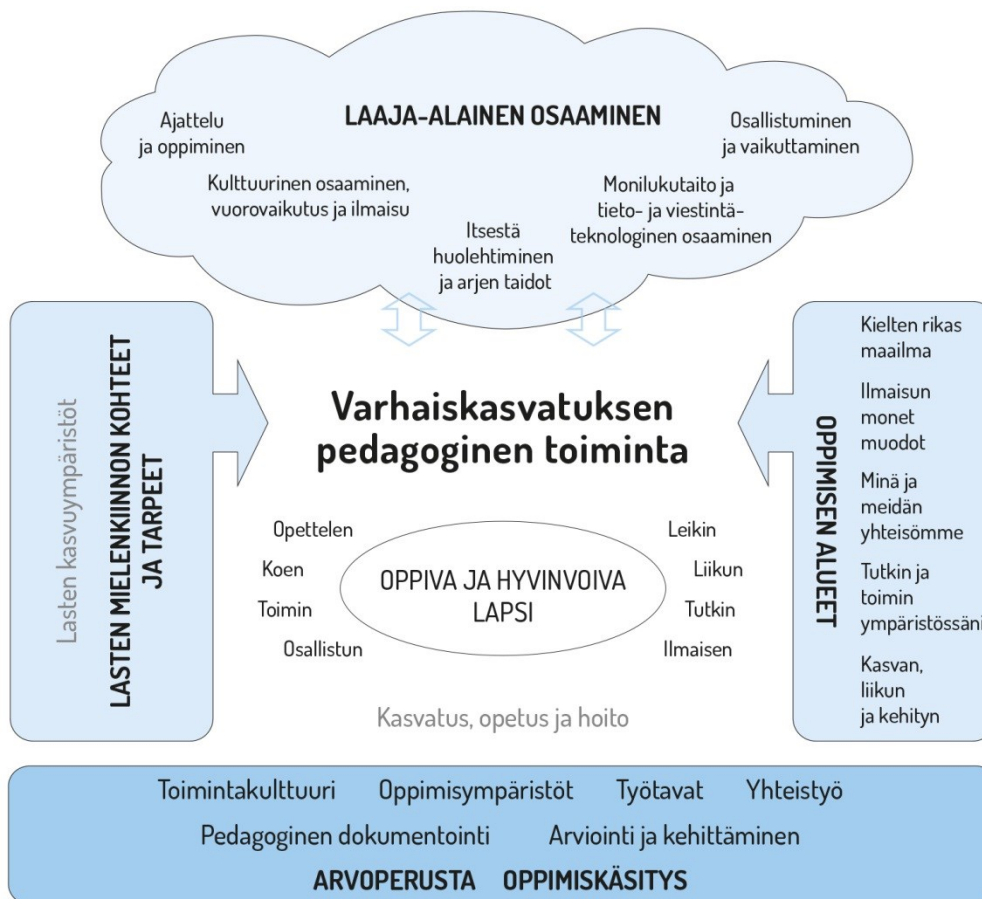 LAAJA-ALAINEN OSAAMINEN
Ajattelu
ja oppiminen
Kulttuurinen osaaminen,
vuorovaikutus ja ilmaisu
Itsestä
huolehtiminen
ja arjen taidot
Monilukutaito ja
tieto- ja viestintä-
teknologinen osaaminen
Osallistuminen
ja vaikuttaminen
Lasten kasvuympäristöt
LASTEN MIELENKIINNON KOHTEET
JA TARPEET
Varhaiskasvatuksen
pedagoginen toiminta
Opettelen
Koen
Toimin
Osallistun
OPPIVA JA HYVINVOIVA
LAPSI
Leikin
Liikun
Tutkin
Ilmaisen
Kasvatus, opetus ja hoito
OPPIMISEN ALUEET
Kielten rikas
maailma
Ilmaisun
monet
muodot
Minä ja
meidän
yhteisömme
Tutkin ja
toimin
ympäristössäni
Kasvan,
liikun
ja kehityn
Toimintakulttuuri Oppimisympäristöt Työtavat Yhteistyö
Pedagoginen dokumentointi Arviointi ja kehittäminen
ARVOPERUSTA OPPIMISKÄSITYS